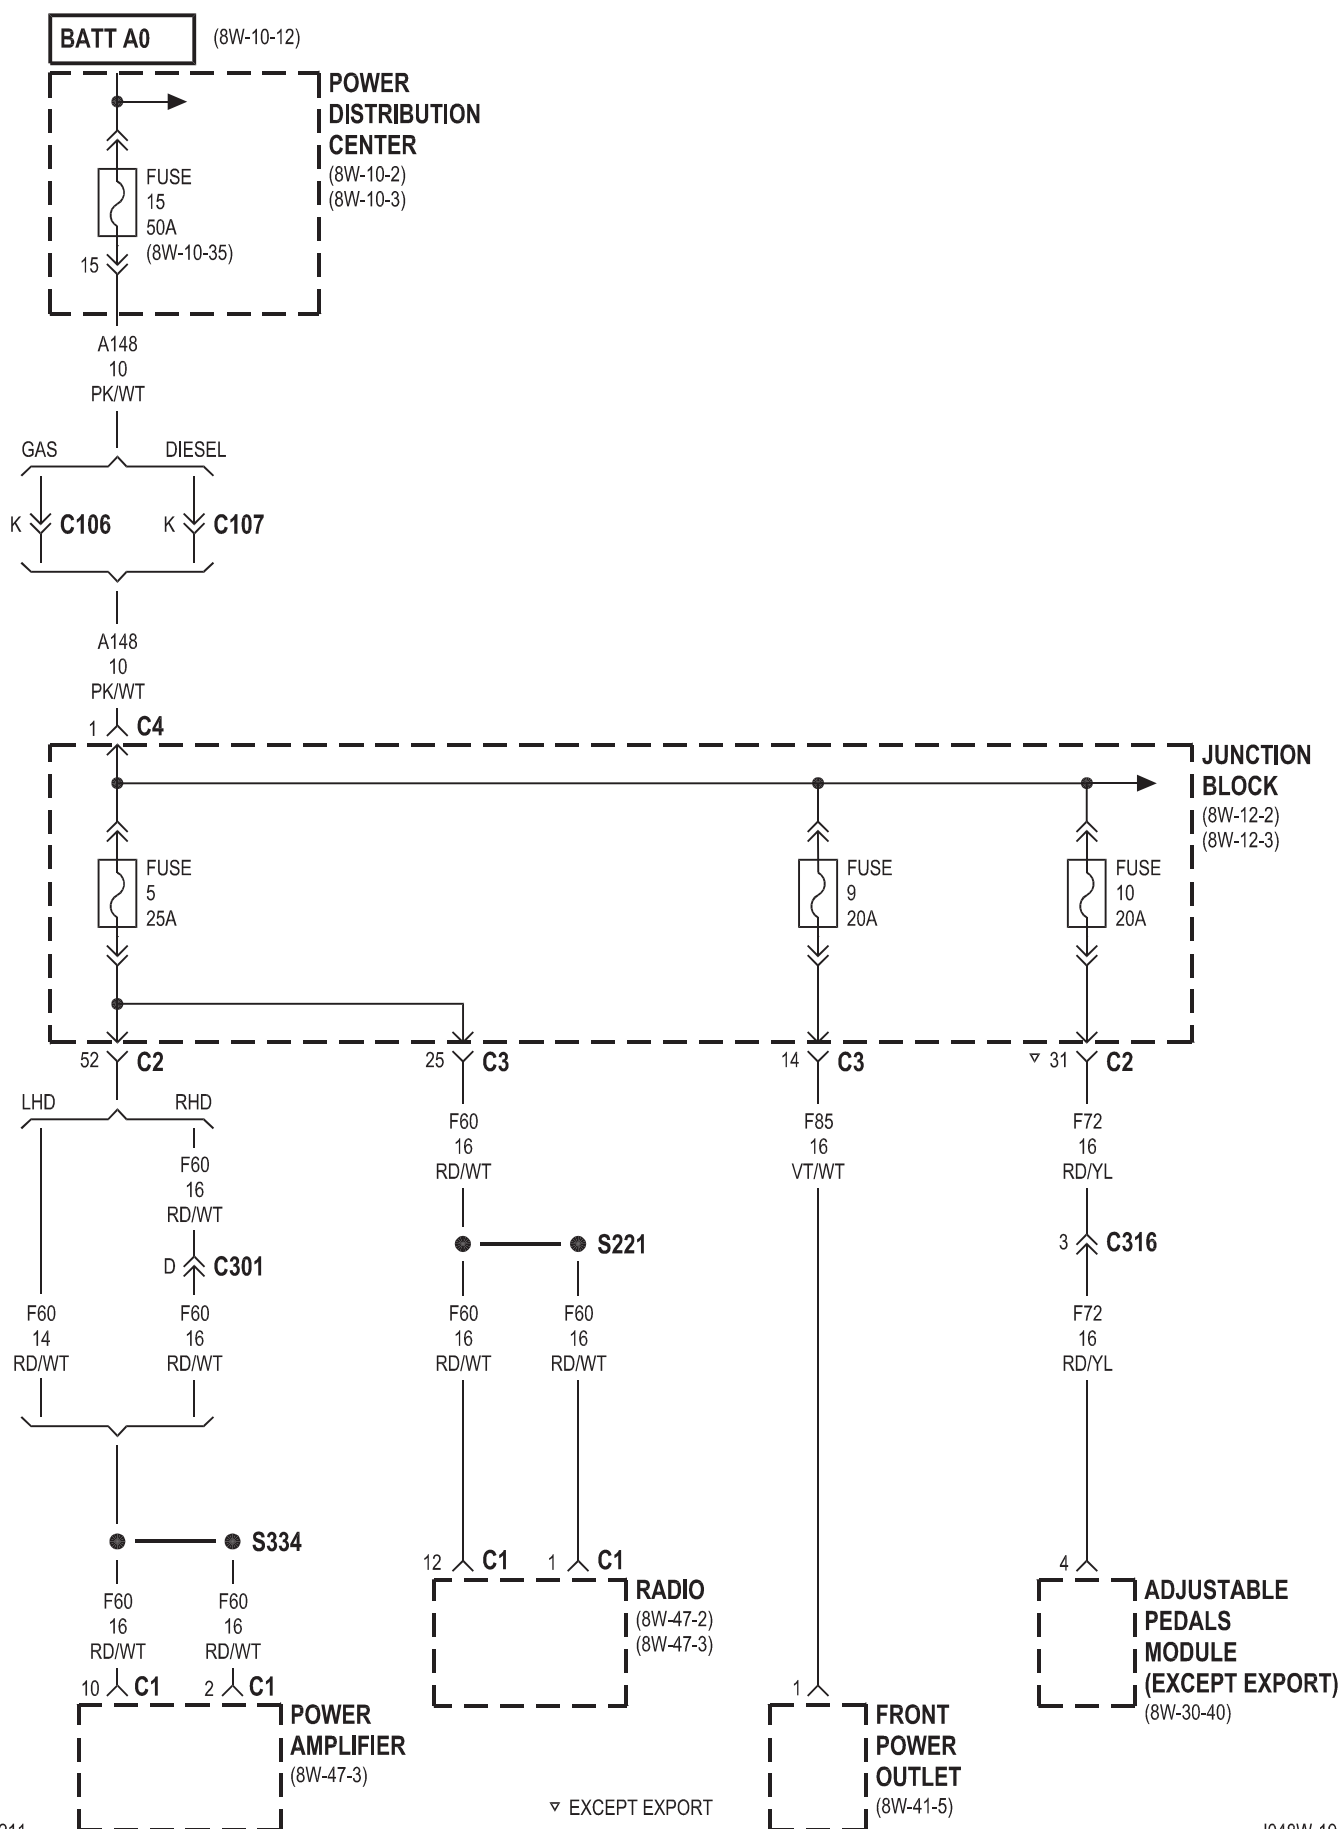 BATT A0
(8W-10-12)
POWER
DISTRIBUTION
CENTER
(8W-10-2)
(8W-10-3)
FUSE
15
50A
(8W-10-35)
15
A148
10
PK/WT
GAS
DIESEL
K
C106
K
C107
A148
10
PK/WT
1
C4
JUNCTION
BLOCK
(8W-12-2)
(8W-12-3)
FUSE
5
25A
FUSE
9
20A
FUSE
10
20A
52
C2
25
C3
14
C3
▿ 31
C2
LHD
RHD
F60
16
RD/WT
D
C301
F60
14
RD/WT
F60
16
RD/WT
F60
16
RD/WT
S221
F60
16
RD/WT
F60
16
RD/WT
F85
16
VT/WT
F72
16
RD/YL
3
C316
F72
16
RD/YL
S334
F60
16
RD/WT
F60
16
RD/WT
10
C1
2
C1
POWER
AMPLIFIER
(8W-47-3)
12
C1
1
C1
RADIO
(8W-47-2)
(8W-47-3)
1
FRONT
POWER
OUTLET
(8W-41-5)
4
ADJUSTABLE
PEDALS
MODULE
(EXCEPT EXPORT)
(8W-30-40)
▿ EXCEPT EXPORT